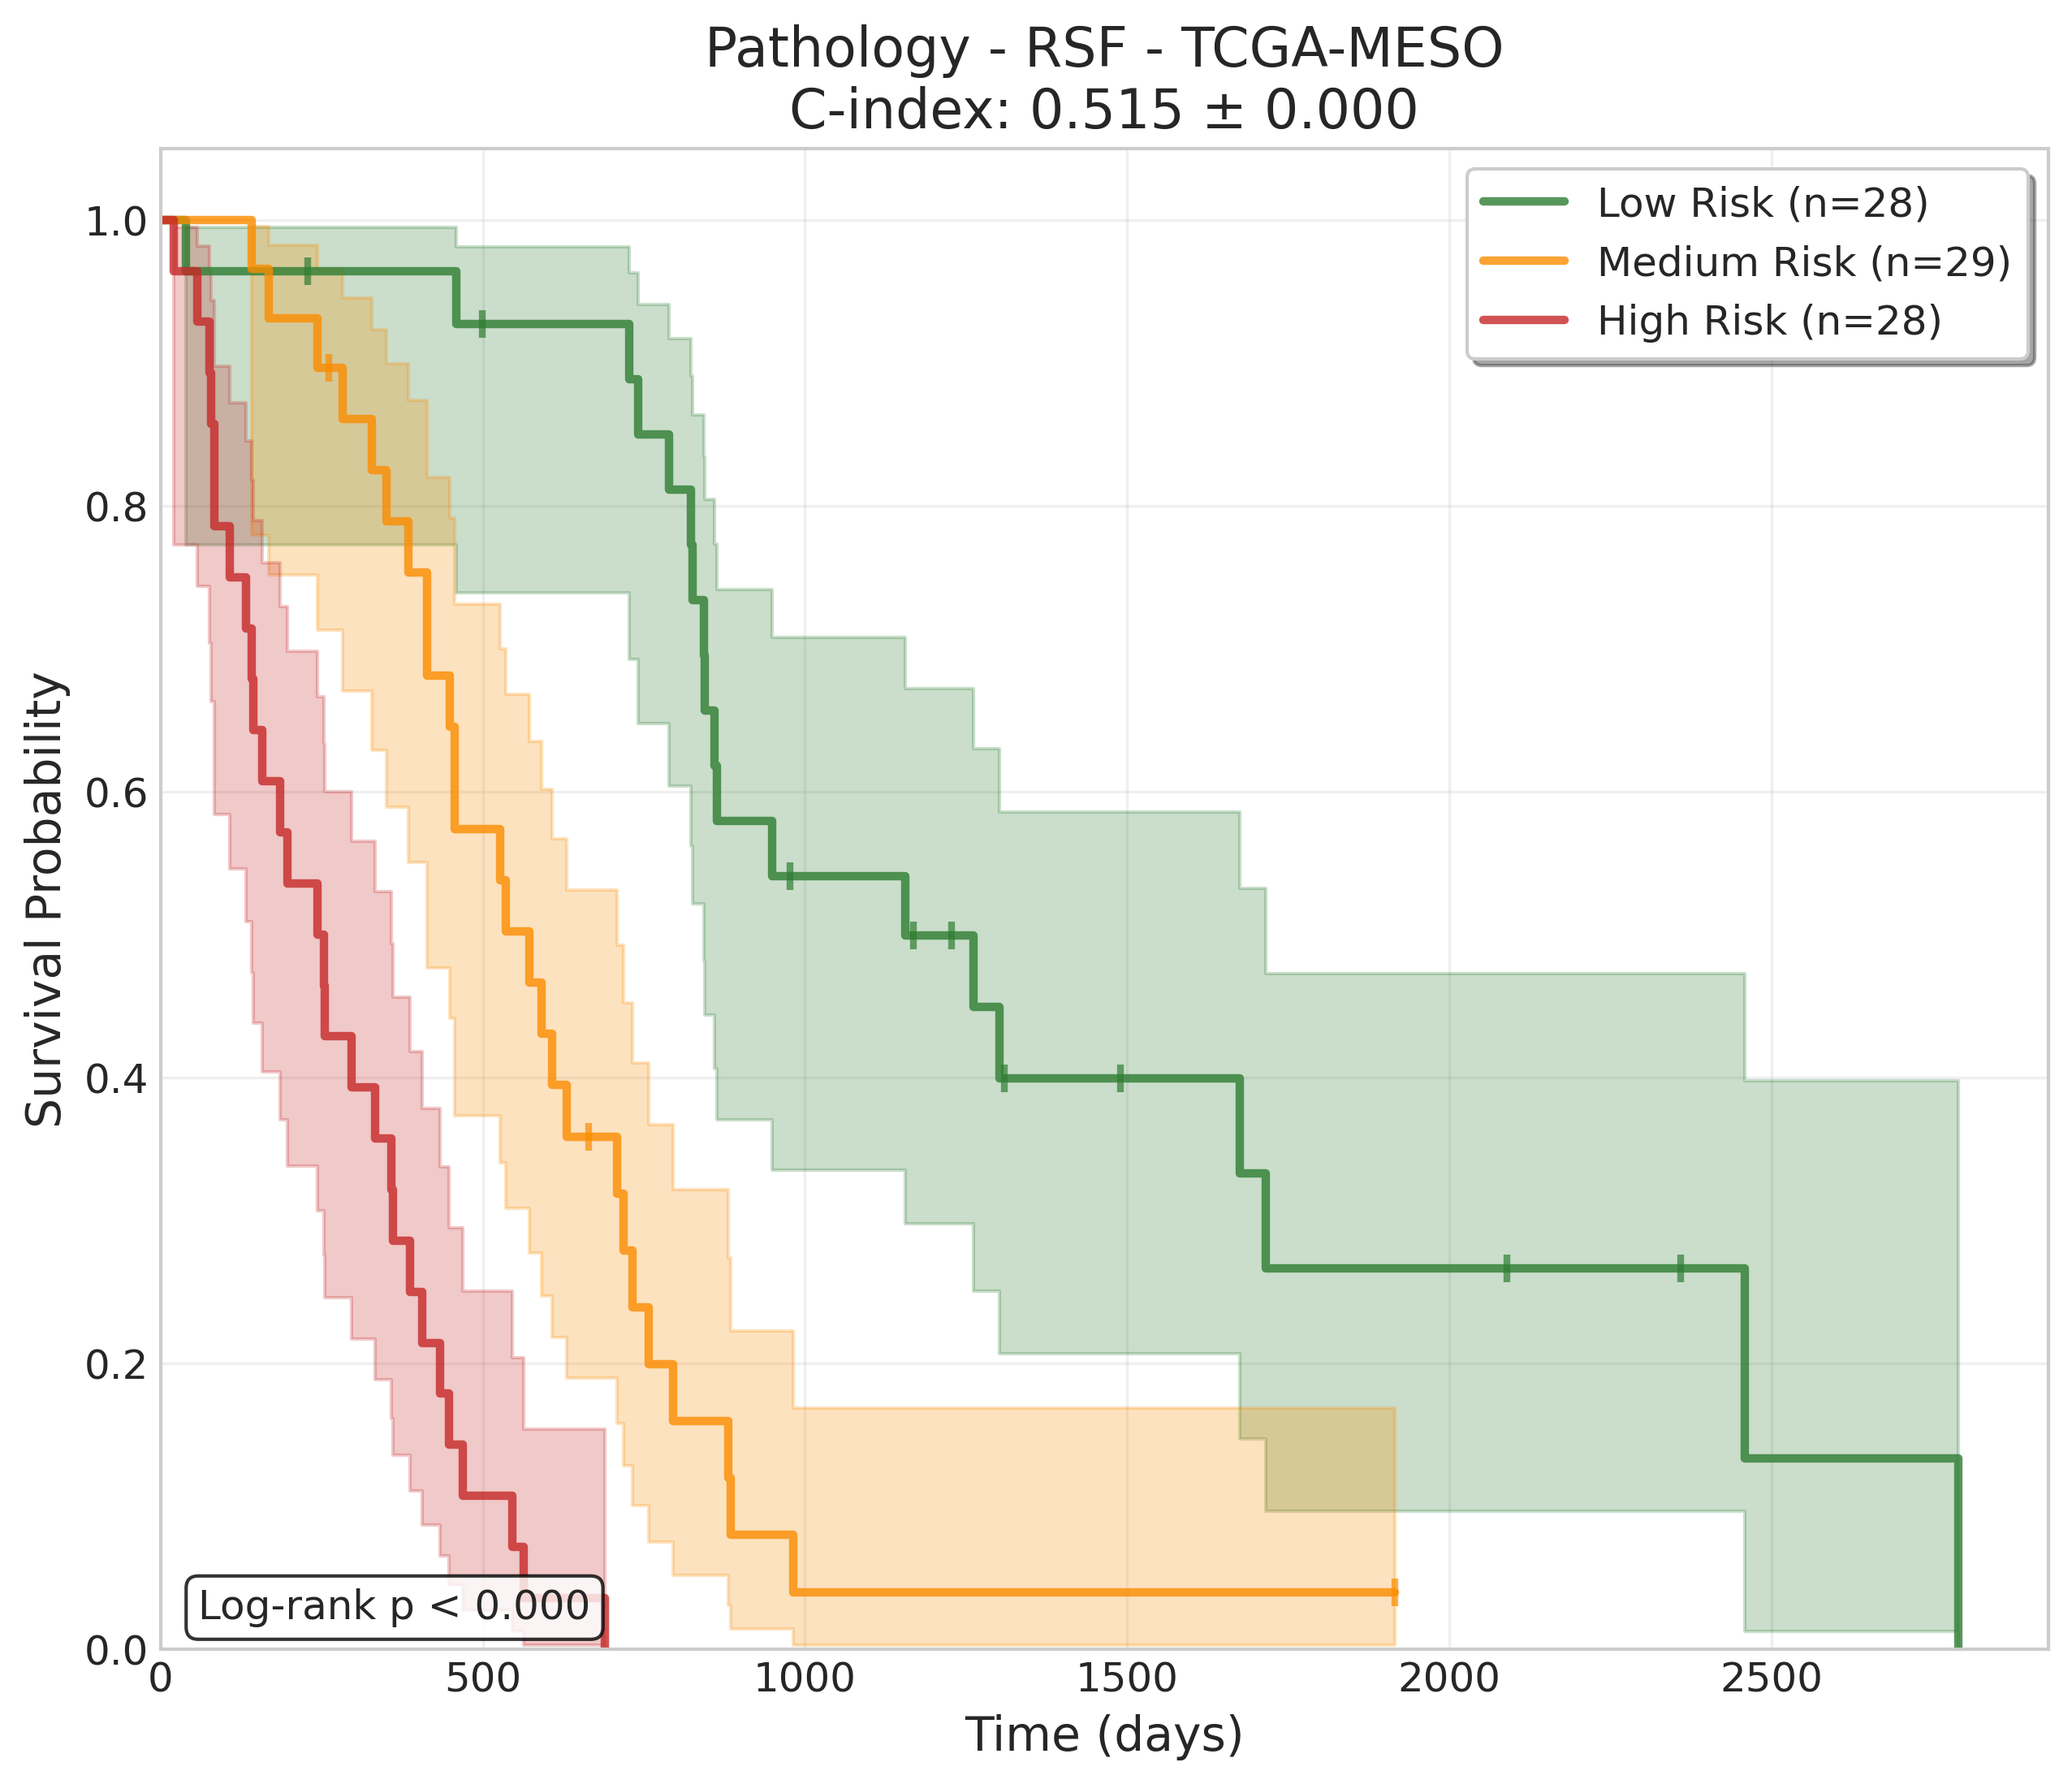 Pathology - RSF - TCGA-MESO
C-index: 0.515 ± 0.000
Low Risk (n=28)
Medium Risk (n=29)
High Risk (n=28)
Survival Probability
1.0
0.8
0.6
0.4
0.2
0.0
Log-rank p < 0.000
0 500 1000 1500 2000 2500
Time (days)